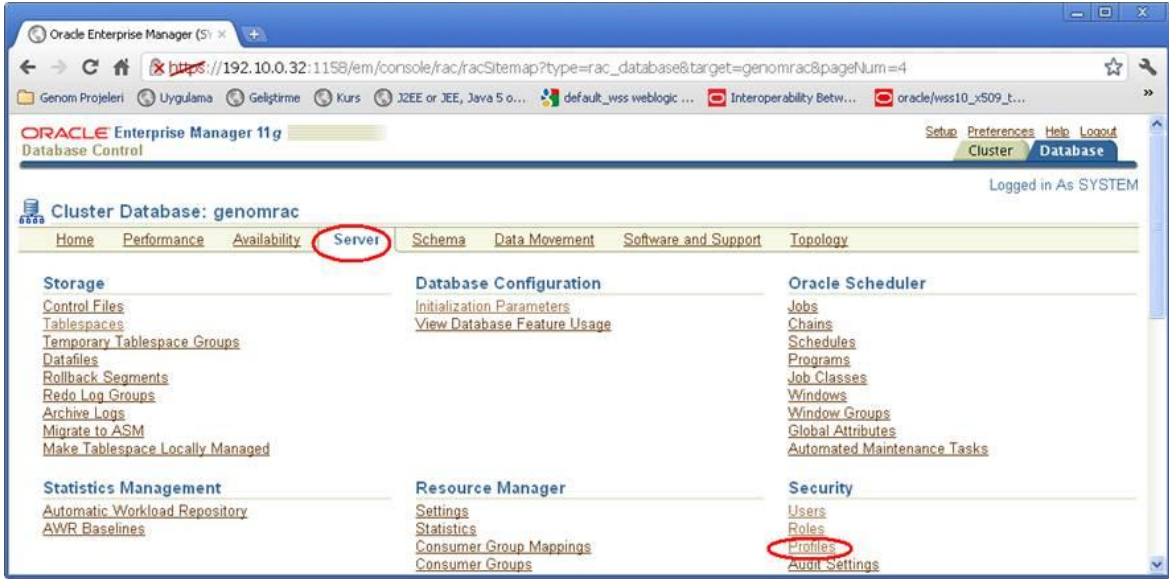 Oracle Enterprise Manager (SY
https://192.10.0.32:1158/em/console/rac/racSitemap?type=rac_database&target=genomrac&pageNum=4
Genom Projeleri Uygulama Geliştirme Kurs J2EE or JEE, Java 5 o... default_wss weblogic ... Interoperability Betw... oracle/wss10_x509_t... »
ORACLE Enterprise Manager 11g
Setup Preferences Help Logout
Database Control
Cluster Database
Logged in As SYSTEM
Cluster Database: genomrac
Home Performance Availability Server Schema Data Movement Software and Support Topology
Storage
Control Files
Tablespaces
Temporary Tablespace Groups
Datafiles
Rollback Segments
Redo Log Groups
Archive Logs
Migrate to ASM
Make Tablespace Locally Managed
Database Configuration
Initialization Parameters
View Database Feature Usage
Oracle Scheduler
Jobs
Chains
Schedules
Programs
Job Classes
Windows
Window Groups
Global Attributes
Automated Maintenance Tasks
Statistics Management
Automatic Workload Repository
AWR Baselines
Resource Manager
Settings
Statistics
Consumer Group Mappings
Consumer Groups
Security
Users
Roles
Profiles
Audit Settings